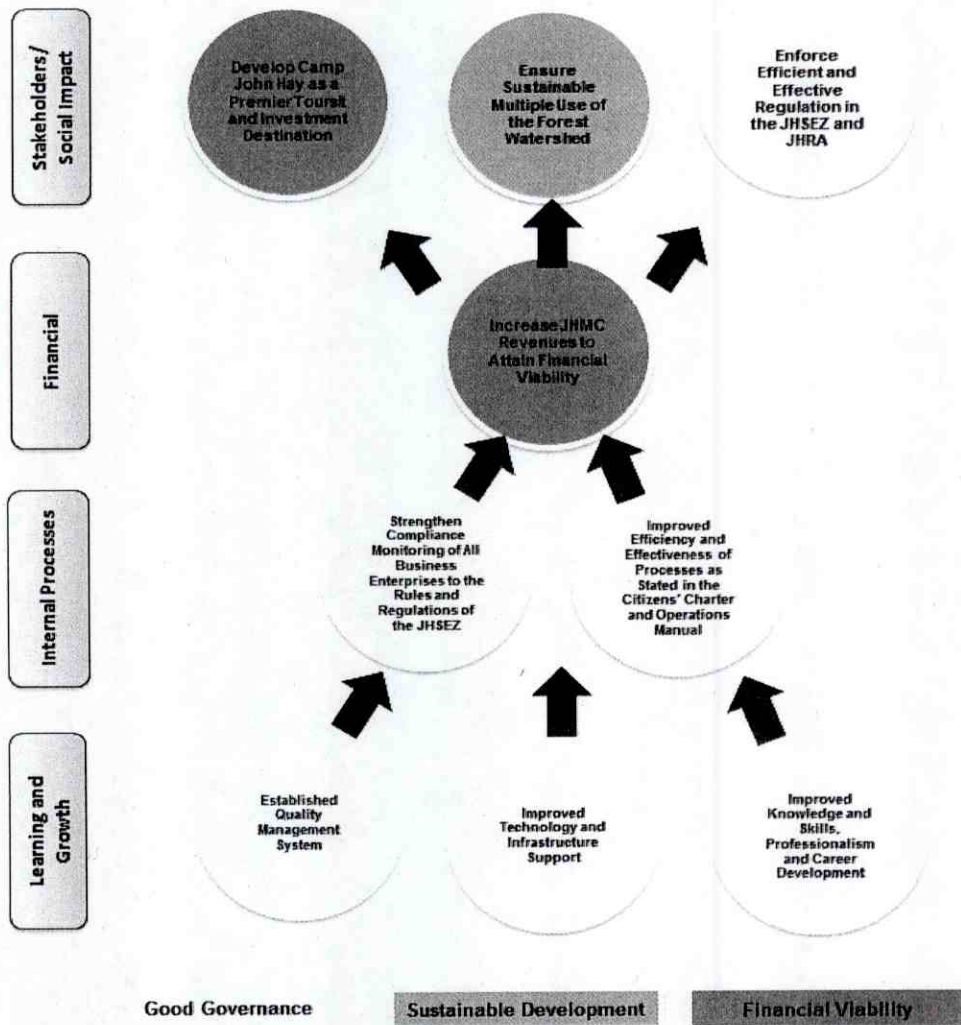 Stakeholders/
Social Impact
Develop Camp
John Hay as a
Premier Toursit
and Investment
Destination
Ensure
Sustainable
Multiple Use of
the Forest
Watershed
Enforce
Efficient and
Effective
Regulation in
the JHSEZ and
JHRA
Financial
Increase JHMC
Revenues to
Attain Financial
Viability
Internal Processes
Strengthen
Compliance
Monitoring of All
Business
Enterprises to the
Rules and
Regulations of
the JHSEZ
Improved
Efficiency and
Effectiveness of
Processes as
Stated in the
Citizens' Charter
and Operations
Manual
Learning and
Growth
Established
Quality
Management
System
Improved
Technology and
Infrastructure
Support
Improved
Knowledge and
Skills,
Professionalism
and Career
Development
Good Governance
Sustainable Development
Financial Viability